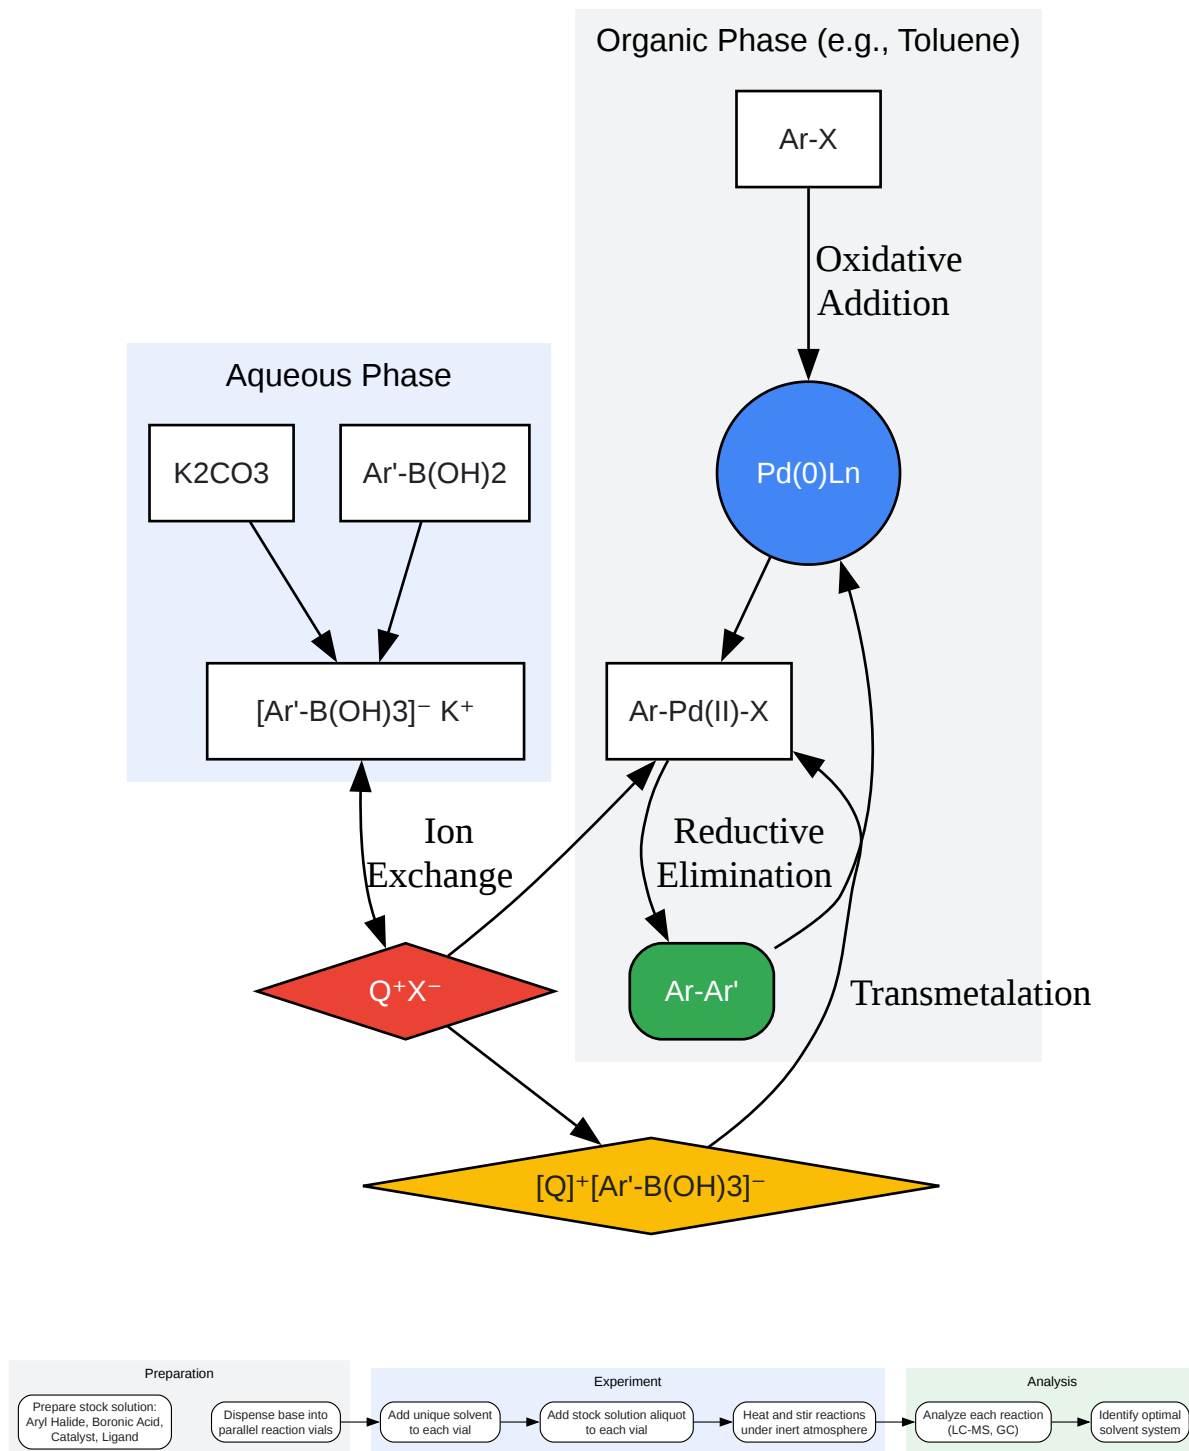 Organic Phase (e.g., Toluene)
Ar-X
Oxidative
Addition
Aqueous Phase
K2CO3
Ar'-B(OH)2
Pd(0)Ln
[Ar'-B(OH)3]⁻ K⁺
Ar-Pd(II)-X
Ion
Exchange
Reductive
Elimination
Q⁺X⁻
Ar-Ar'
Transmetalation
[Q]⁺[Ar'-B(OH)3]⁻
Preparation
Prepare stock solution:
Aryl Halide, Boronic Acid,
Catalyst, Ligand
Dispense base into
parallel reaction vials
Experiment
Add unique solvent
to each vial
Add stock solution aliquot
to each vial
Heat and stir reactions
under inert atmosphere
Analysis
Analyze each reaction
(LC-MS, GC)
Identify optimal
solvent system